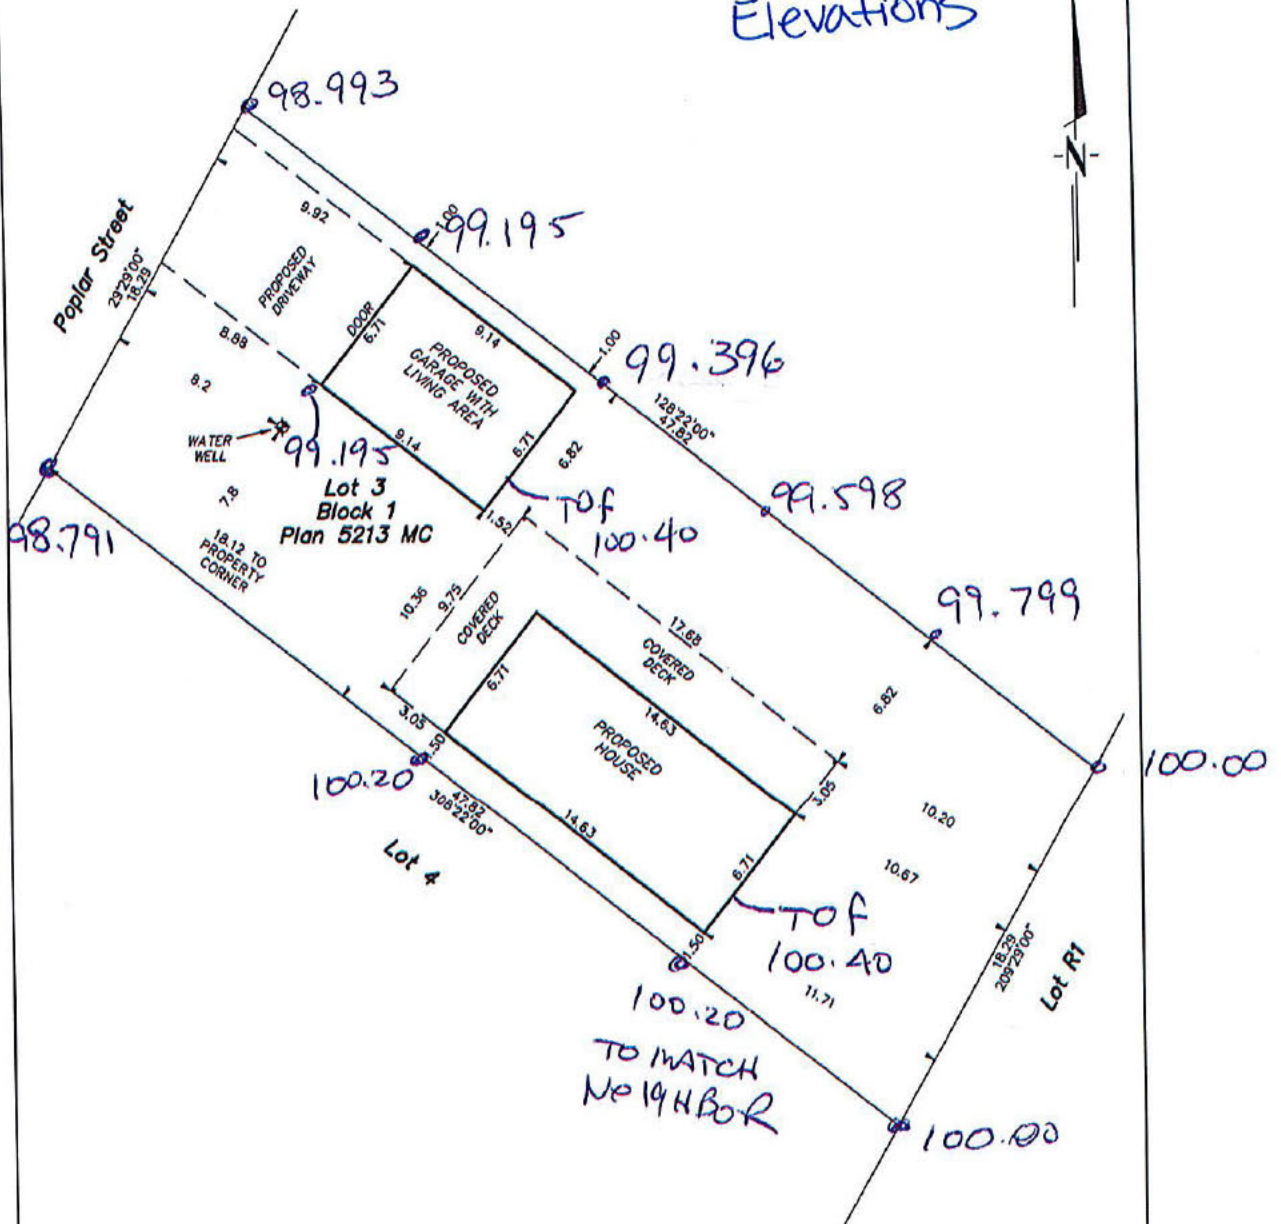 Elevations
-N-
98.993
9.92
PROPOSED
DRIVEWAY
Poplar Street
29°29'00"
18.29
1.00
99.195
DOOR
6.71
9.14
PROPOSED
GARAGE WITH
LIVING AREA
9.14
6.71
1.00
99.396
128°22'00"
47.82
8.88
8.2
WATER
WELL
99.195
6.82
TOf
100.40
98.791
7.8
Lot 3
Block 1
Plan 5213 MC
1.52
18.12 TO
PROPERTY
CORNER
99.598
99.799
10.36
9.75
COVERED
DECK
17.68
COVERED
DECK
6.71
14.63
PROPOSED
HOUSE
14.63
3.05
1.50
100.20
47.82
308°22'00"
Lot 4
6.82
100.00
3.05
10.20
10.67
6.71
TOf
100.40
1.50
11.71
18.29
209°29'00"
Lot R1
100.20
TO MATCH
NeIGHBOR
100.00